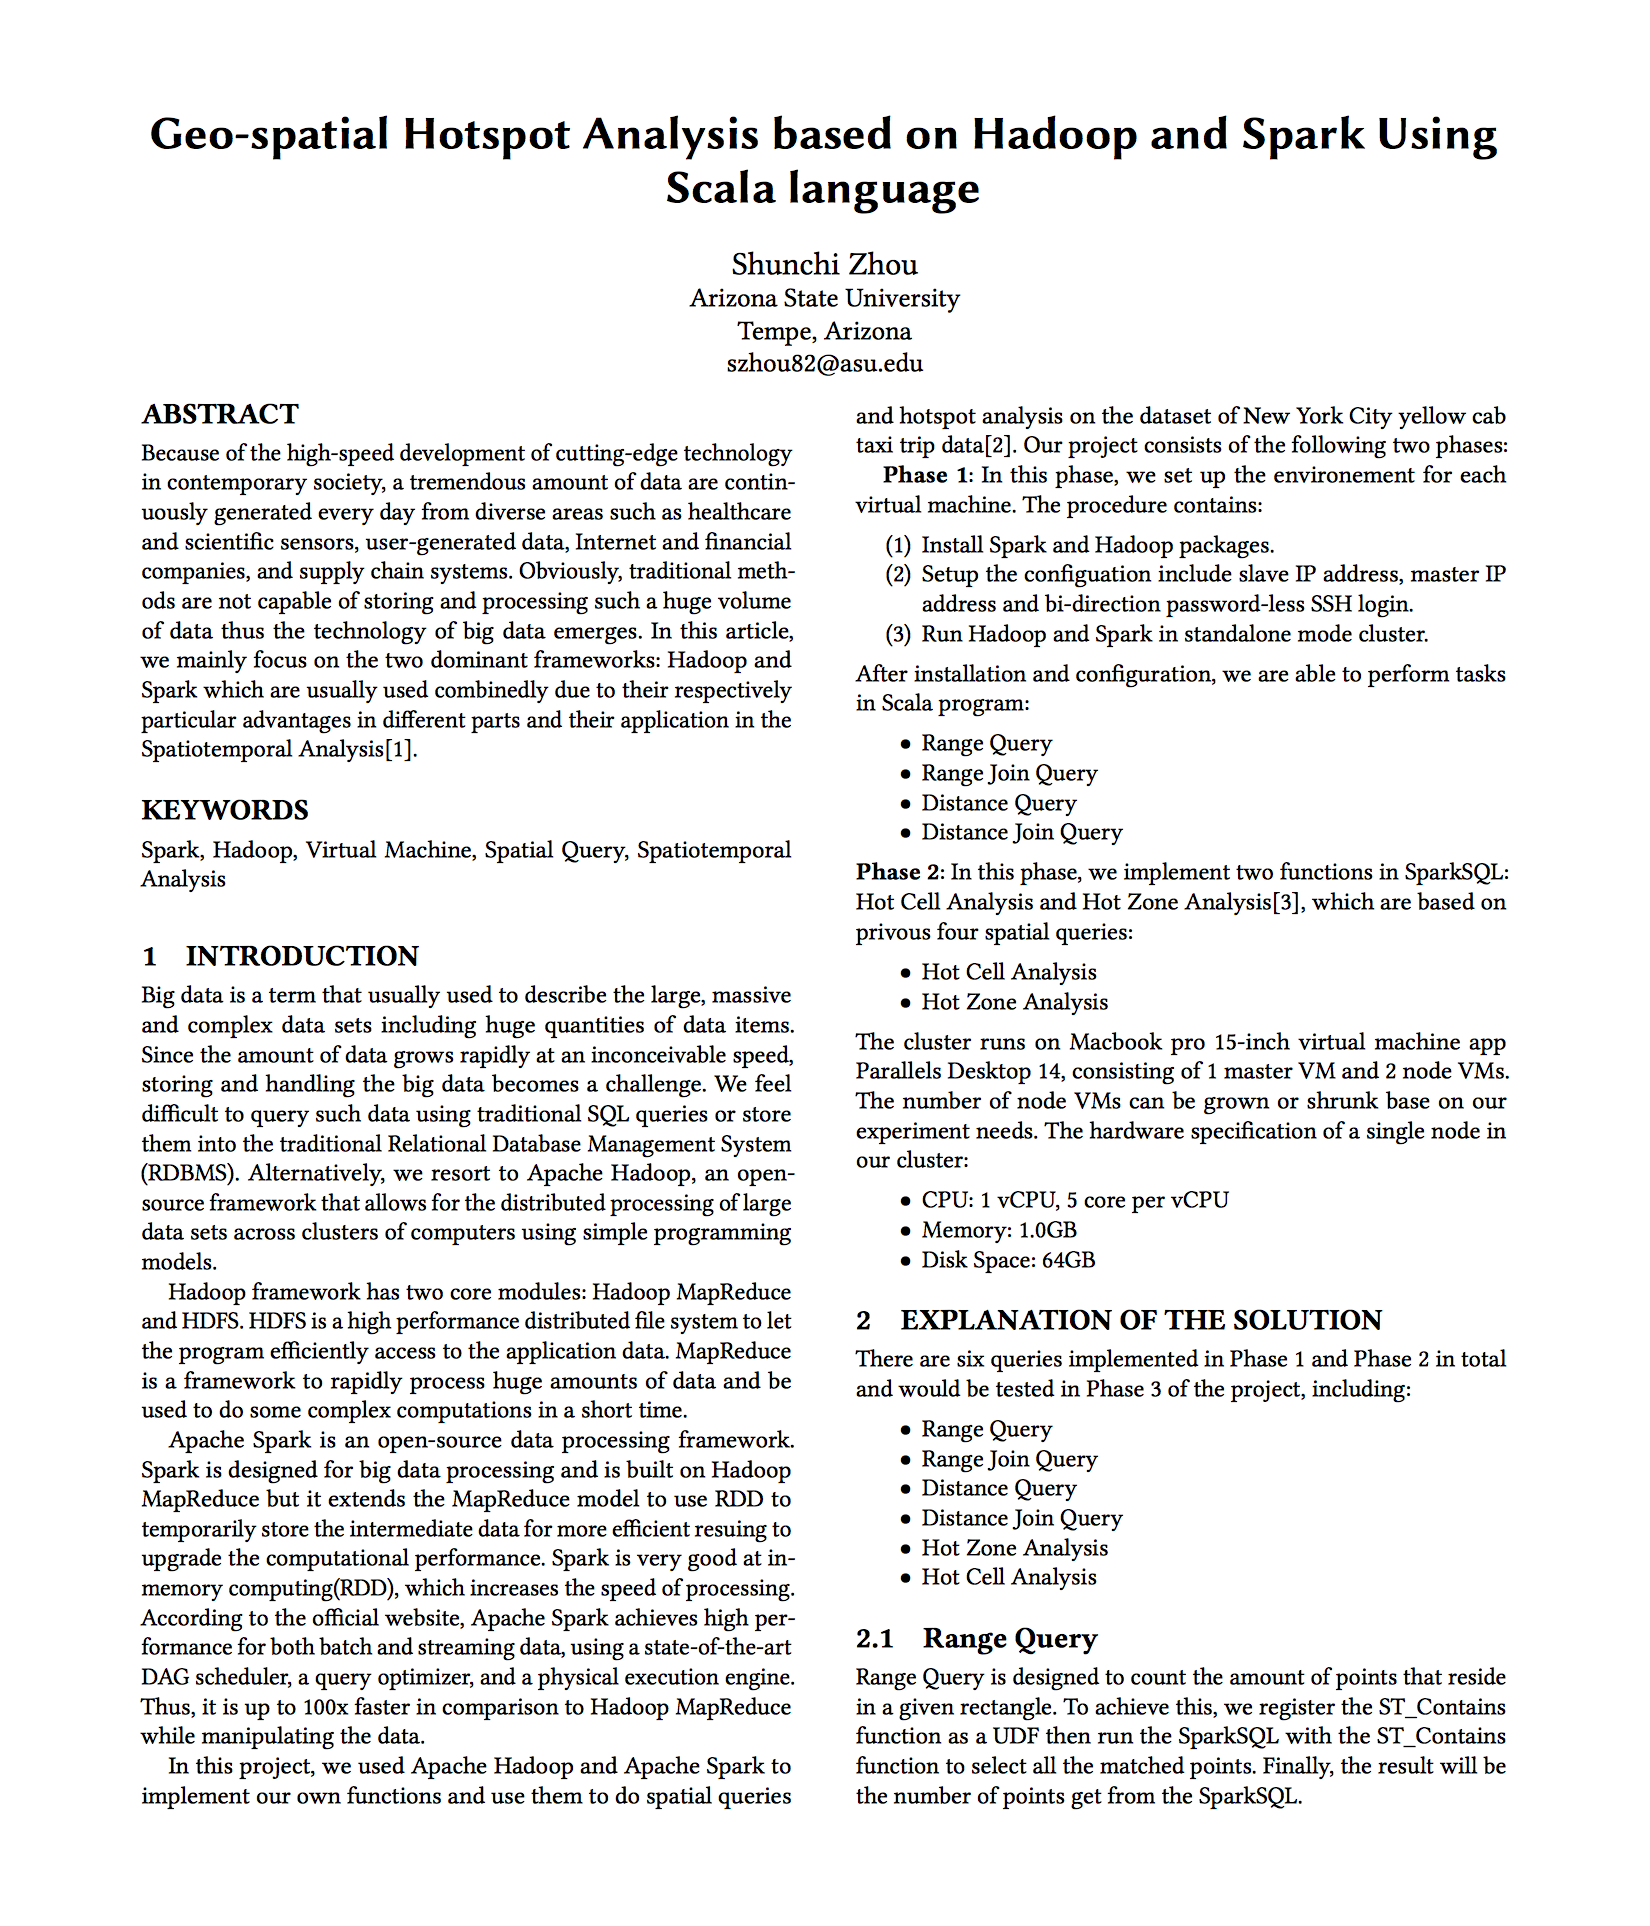 Geo-spatial Hotspot Analysis based on Hadoop and Spark Using
Scala language
Shunchi Zhou
Arizona State University
Tempe, Arizona
szhou82@asu.edu
ABSTRACT
Because of the high-speed development of cutting-edge technology
in contemporary society, a tremendous amount of data are contin-
uously generated every day from diverse areas such as healthcare
and scientific sensors, user-generated data, Internet and financial
companies, and supply chain systems. Obviously, traditional meth-
ods are not capable of storing and processing such a huge volume
of data thus the technology of big data emerges. In this article,
we mainly focus on the two dominant frameworks: Hadoop and
Spark which are usually used combinedly due to their respectively
particular advantages in different parts and their application in the
Spatiotemporal Analysis[1].
KEYWORDS
Spark, Hadoop, Virtual Machine, Spatial Query, Spatiotemporal
Analysis
1 INTRODUCTION
Big data is a term that usually used to describe the large, massive
and complex data sets including huge quantities of data items.
Since the amount of data grows rapidly at an inconceivable speed,
storing and handling the big data becomes a challenge. We feel
difficult to query such data using traditional SQL queries or store
them into the traditional Relational Database Management System
(RDBMS). Alternatively, we resort to Apache Hadoop, an open-
source framework that allows for the distributed processing of large
data sets across clusters of computers using simple programming
models.
Hadoop framework has two core modules: Hadoop MapReduce
and HDFS. HDFS is a high performance distributed file system to let
the program efficiently access to the application data. MapReduce
is a framework to rapidly process huge amounts of data and be
used to do some complex computations in a short time.
Apache Spark is an open-source data processing framework.
Spark is designed for big data processing and is built on Hadoop
MapReduce but it extends the MapReduce model to use RDD to
temporarily store the intermediate data for more efficient resuing to
upgrade the computational performance. Spark is very good at in-
memory computing(RDD), which increases the speed of processing.
According to the official website, Apache Spark achieves high per-
formance for both batch and streaming data, using a state-of-the-art
DAG scheduler, a query optimizer, and a physical execution engine.
Thus, it is up to 100x faster in comparison to Hadoop MapReduce
while manipulating the data.
In this project, we used Apache Hadoop and Apache Spark to
implement our own functions and use them to do spatial queries
and hotspot analysis on the dataset of New York City yellow cab
taxi trip data[2]. Our project consists of the following two phases:
Phase 1: In this phase, we set up the environement for each
virtual machine. The procedure contains:
(1) Install Spark and Hadoop packages.
(2) Setup the configuation include slave IP address, master IP
address and bi-direction password-less SSH login.
(3) Run Hadoop and Spark in standalone mode cluster.
After installation and configuration, we are able to perform tasks
in Scala program:
• Range Query
• Range Join Query
• Distance Query
• Distance Join Query
Phase 2: In this phase, we implement two functions in SparkSQL:
Hot Cell Analysis and Hot Zone Analysis[3], which are based on
privous four spatial queries:
• Hot Cell Analysis
• Hot Zone Analysis
The cluster runs on Macbook pro 15-inch virtual machine app
Parallels Desktop 14, consisting of 1 master VM and 2 node VMs.
The number of node VMs can be grown or shrunk base on our
experiment needs. The hardware specification of a single node in
our cluster:
• CPU: 1 vCPU, 5 core per vCPU
• Memory: 1.0GB
• Disk Space: 64GB
2 EXPLANATION OF THE SOLUTION
There are six queries implemented in Phase 1 and Phase 2 in total
and would be tested in Phase 3 of the project, including:
• Range Query
• Range Join Query
• Distance Query
• Distance Join Query
• Hot Zone Analysis
• Hot Cell Analysis
2.1 Range Query
Range Query is designed to count the amount of points that reside
in a given rectangle. To achieve this, we register the ST_Contains
function as a UDF then run the SparkSQL with the ST_Contains
function to select all the matched points. Finally, the result will be
the number of points get from the SparkSQL.